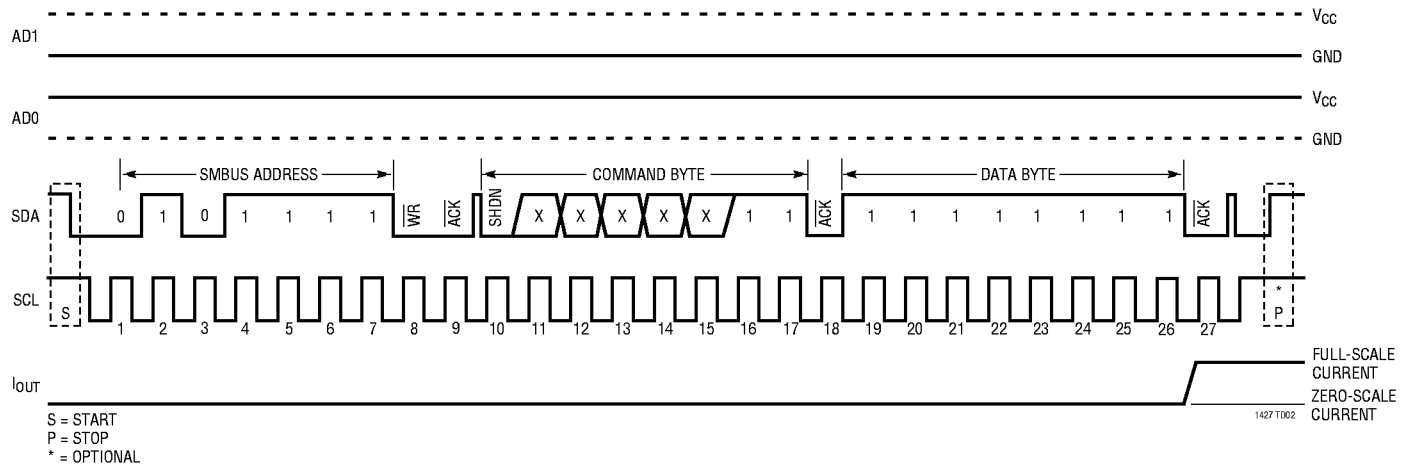 AD1
V_CC
GND
AD0
V_CC
GND
SMBUS ADDRESS COMMAND BYTE DATA BYTE
SDA 0 1 0 1 1 1 1 WR ACK SHDN X X X X X 1 1 ACK 1 1 1 1 1 1 1 1 ACK
SCL
S
1 2 3 4 5 6 7 8 9 10 11 12 13 14 15 16 17 18 19 20 21 22 23 24 25 26 27
*
P
I_OUT
FULL-SCALE
CURRENT
ZERO-SCALE
CURRENT
1427 TD02
S = START
P = STOP
* = OPTIONAL